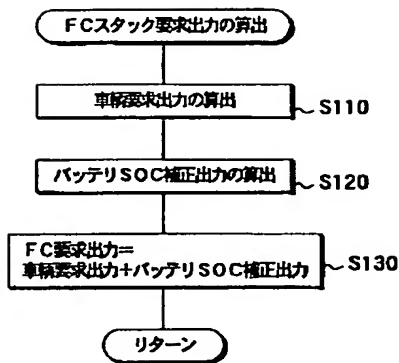 FCスタック要求出力の算出
車輌要求出力の算出
S110
バッテリSOC補正出力の算出
S120
FC要求出力=
車輌要求出力+バッテリSOC補正出力
S130
リターン